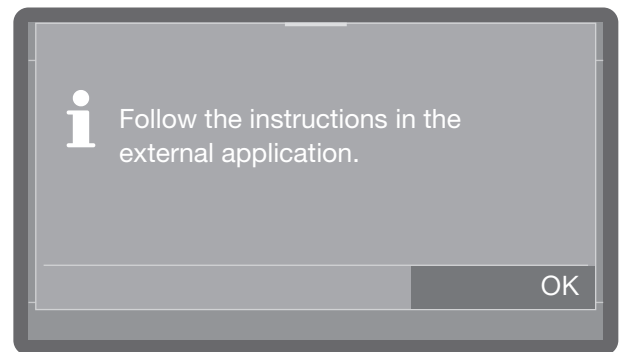 Follow the instructions in the
external application.
OK